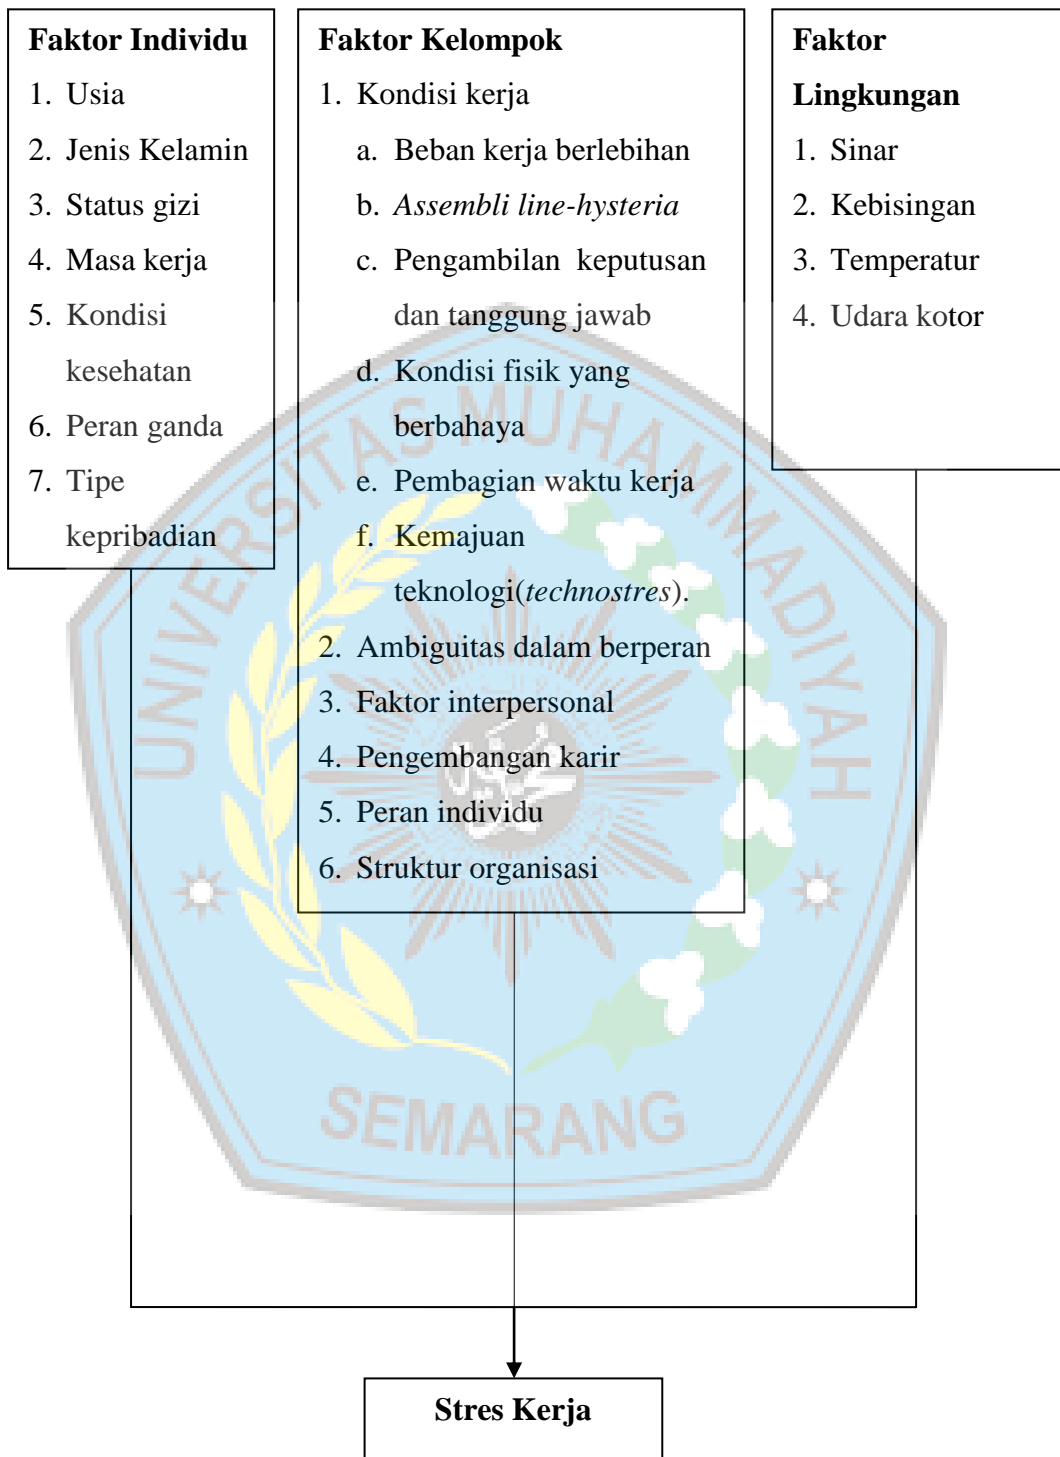 Faktor Individu
1. Usia
2. Jenis Kelamin
3. Status gizi
4. Masa kerja
5. Kondisi
kesehatan
6. Peran ganda
7. Tipe
kepribadian
Faktor Kelompok
1. Kondisi kerja
a. Beban kerja berlebihan
b. Assembli line-hysteria
c. Pengambilan keputusan
dan tanggung jawab
d. Kondisi fisik yang
berbahaya
e. Pembagian waktu kerja
f. Kemajuan
teknologi(technostres).
2. Ambiguitas dalam berperan
3. Faktor interpersonal
4. Pengembangan karir
5. Peran individu
6. Struktur organisasi
Faktor
Lingkungan
1. Sinar
2. Kebisingan
3. Temperatur
4. Udara kotor
UNIVERSITAS MUHAMMADIYAH
SEMARANG
Stres Kerja